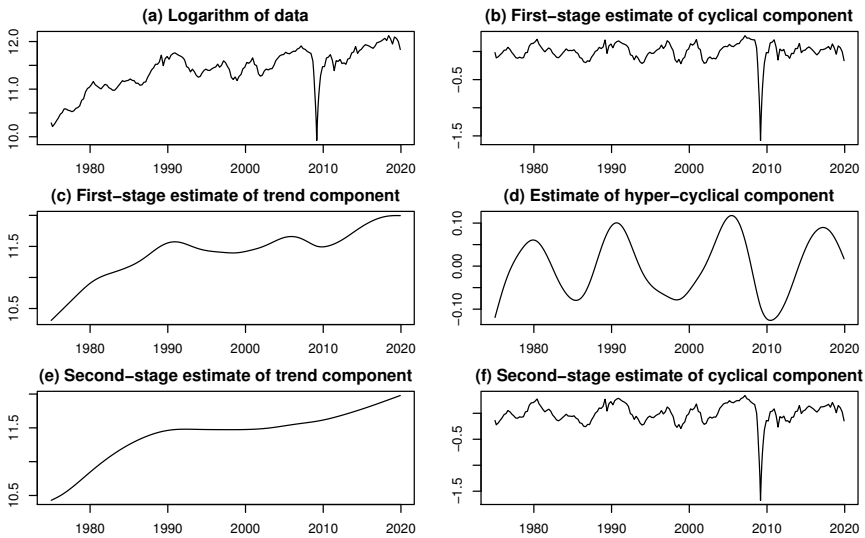 (a) Logarithm of data
10.0 11.0 12.0
1980 1990 2000 2010 2020
(b) First−stage estimate of cyclical component
−1.5 −0.5
1980 1990 2000 2010 2020
(c) First−stage estimate of trend component
10.5 11.5
1980 1990 2000 2010 2020
(d) Estimate of hyper−cyclical component
−0.10 0.00 0.10
1980 1990 2000 2010 2020
(e) Second−stage estimate of trend component
10.5 11.5
1980 1990 2000 2010 2020
(f) Second−stage estimate of cyclical component
−1.5 −0.5
1980 1990 2000 2010 2020